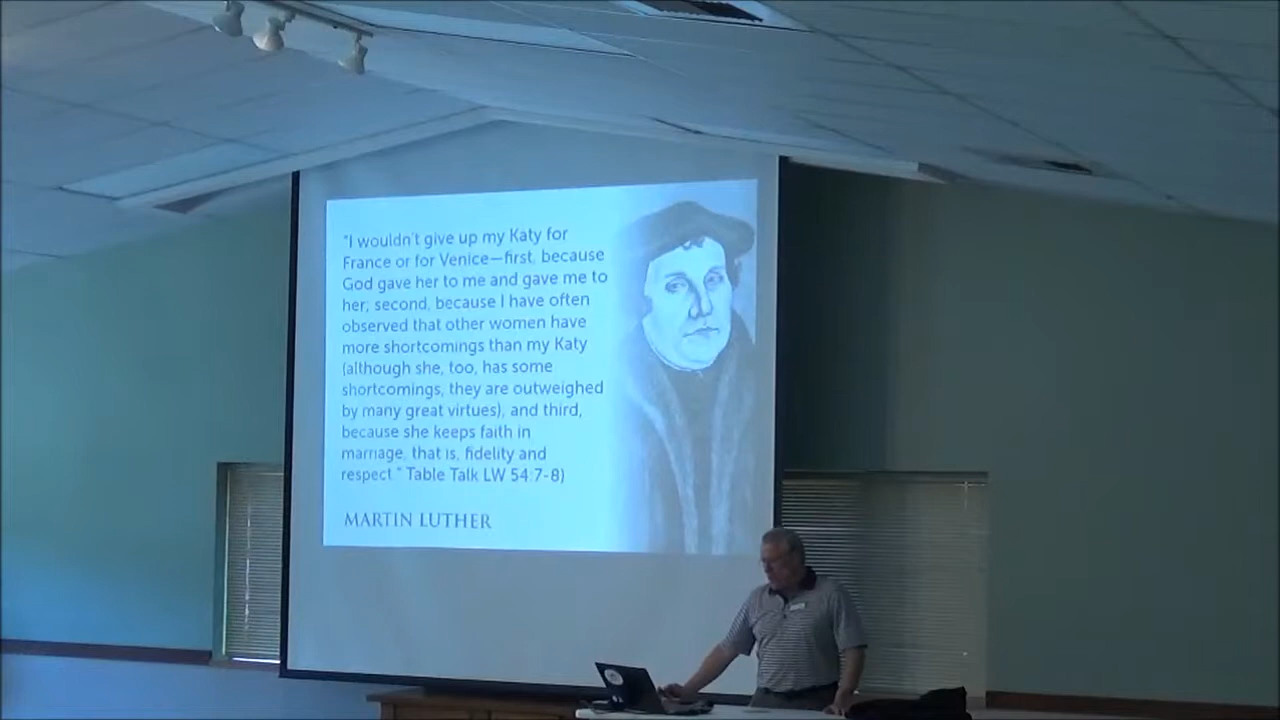 "I wouldn't give up my Katy for
France or for Venice—first, because
God gave her to me and gave me to
her; second, because I have often
observed that other women have
more shortcomings than my Katy
(although she, too, has some
shortcomings, they are outweighed
by many great virtues), and third,
because she keeps faith in
marriage, that is, fidelity and
respect." Table Talk LW 54:7-8)
MARTIN LUTHER